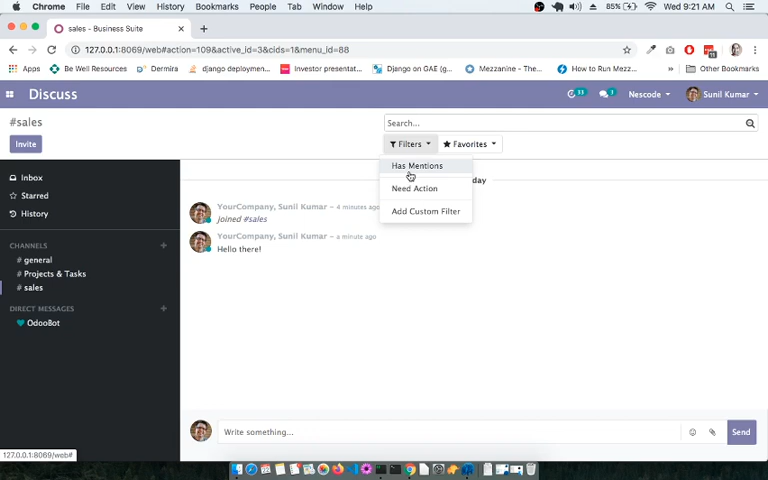 Chrome File Edit View History Bookmarks People Tab Window Help 85% Wed 9:21 AM
sales - Business Suite
127.0.0.1:8069/web#action=109&active_id=3&cids=1&menu_id=88
Apps Be Well Resources Dermira django deploymen... Investor presentat... Django on GAE (g... Mezzanine - The... How to Run Mezz... » Other Bookmarks
Discuss 33 1 Nescode Sunil Kumar
#sales
Search...
Invite
Filters Favorites
Has Mentions
Need Action
Add Custom Filter
Inbox
Starred
History
CHANNELS +
# general
# Projects & Tasks
# sales
DIRECT MESSAGES +
OdooBot
day
YourCompany, Sunil Kumar - 4 minutes ago
joined #sales
YourCompany, Sunil Kumar - a minute ago
Hello there!
Write something...
Send
127.0.0.1:8069/web#